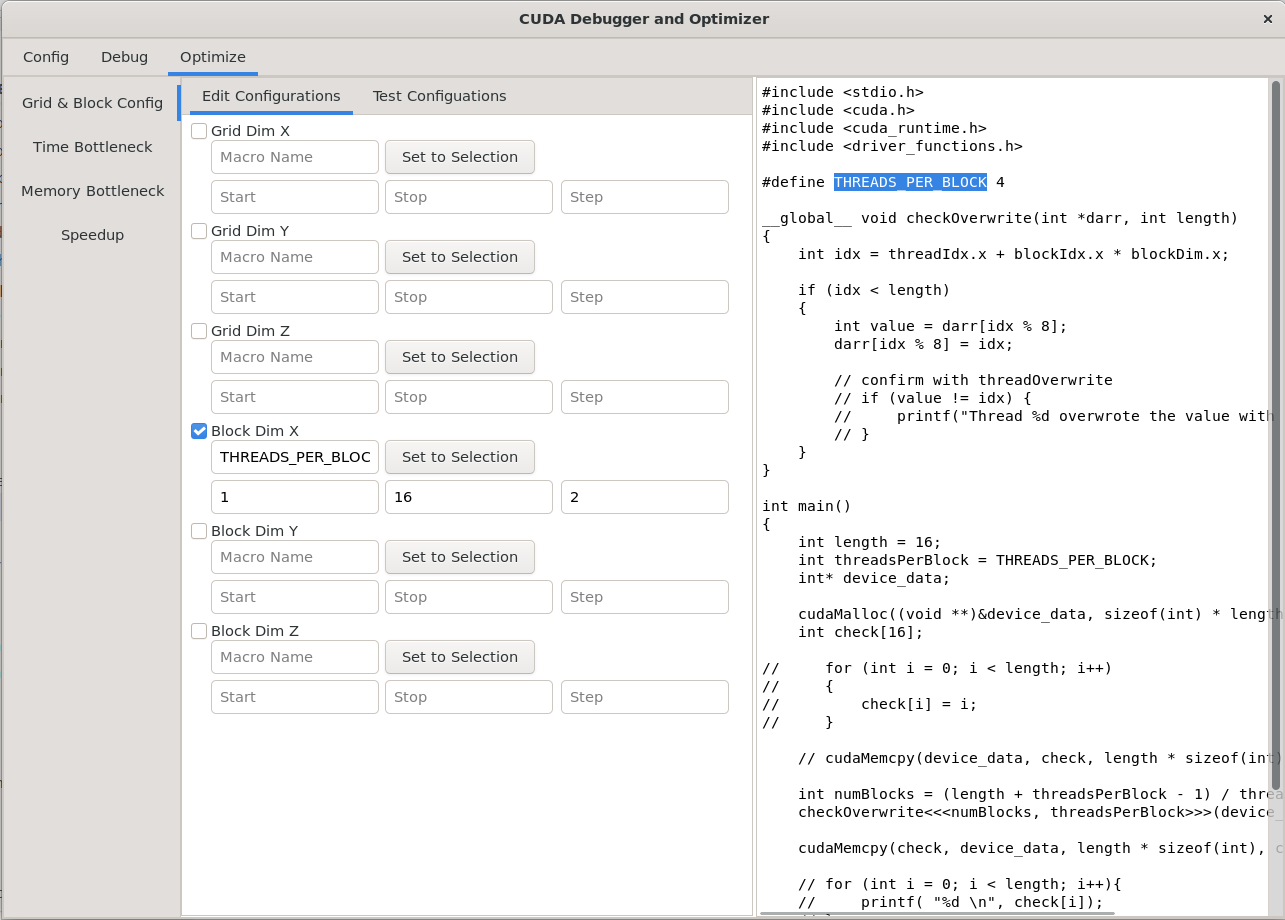 CUDA Debugger and Optimizer
Config Debug Optimize
Grid & Block Config
Time Bottleneck
Memory Bottleneck
Speedup
Edit Configurations Test Configuations
Grid Dim X
Macro Name Set to Selection
Start Stop Step
Grid Dim Y
Macro Name Set to Selection
Start Stop Step
Grid Dim Z
Macro Name Set to Selection
Start Stop Step
Block Dim X
THREADS_PER_BLOC Set to Selection
1 16 2
Block Dim Y
Macro Name Set to Selection
Start Stop Step
Block Dim Z
Macro Name Set to Selection
Start Stop Step
#include <stdio.h>
#include <cuda.h>
#include <cuda_runtime.h>
#include <driver_functions.h>
#define THREADS_PER_BLOCK 4
__global__ void checkOverwrite(int *darr, int length)
{
    int idx = threadIdx.x + blockIdx.x * blockDim.x;
    if (idx < length)
    {
        int value = darr[idx % 8];
        darr[idx % 8] = idx;
        // confirm with threadOverwrite
        // if (value != idx) {
        //     printf("Thread %d overwrote the value with
        // }
    }
}
int main()
{
    int length = 16;
    int threadsPerBlock = THREADS_PER_BLOCK;
    int* device_data;
    cudaMalloc((void **)&device_data, sizeof(int) * length
    int check[16];
//     for (int i = 0; i < length; i++)
//     {
//         check[i] = i;
//     }
    // cudaMemcpy(device_data, check, length * sizeof(int)
    int numBlocks = (length + threadsPerBlock - 1) / threa
    checkOverwrite<<<numBlocks, threadsPerBlock>>>(device_
    cudaMemcpy(check, device_data, length * sizeof(int), c
    // for (int i = 0; i < length; i++){
    //     printf( "%d \n", check[i]);